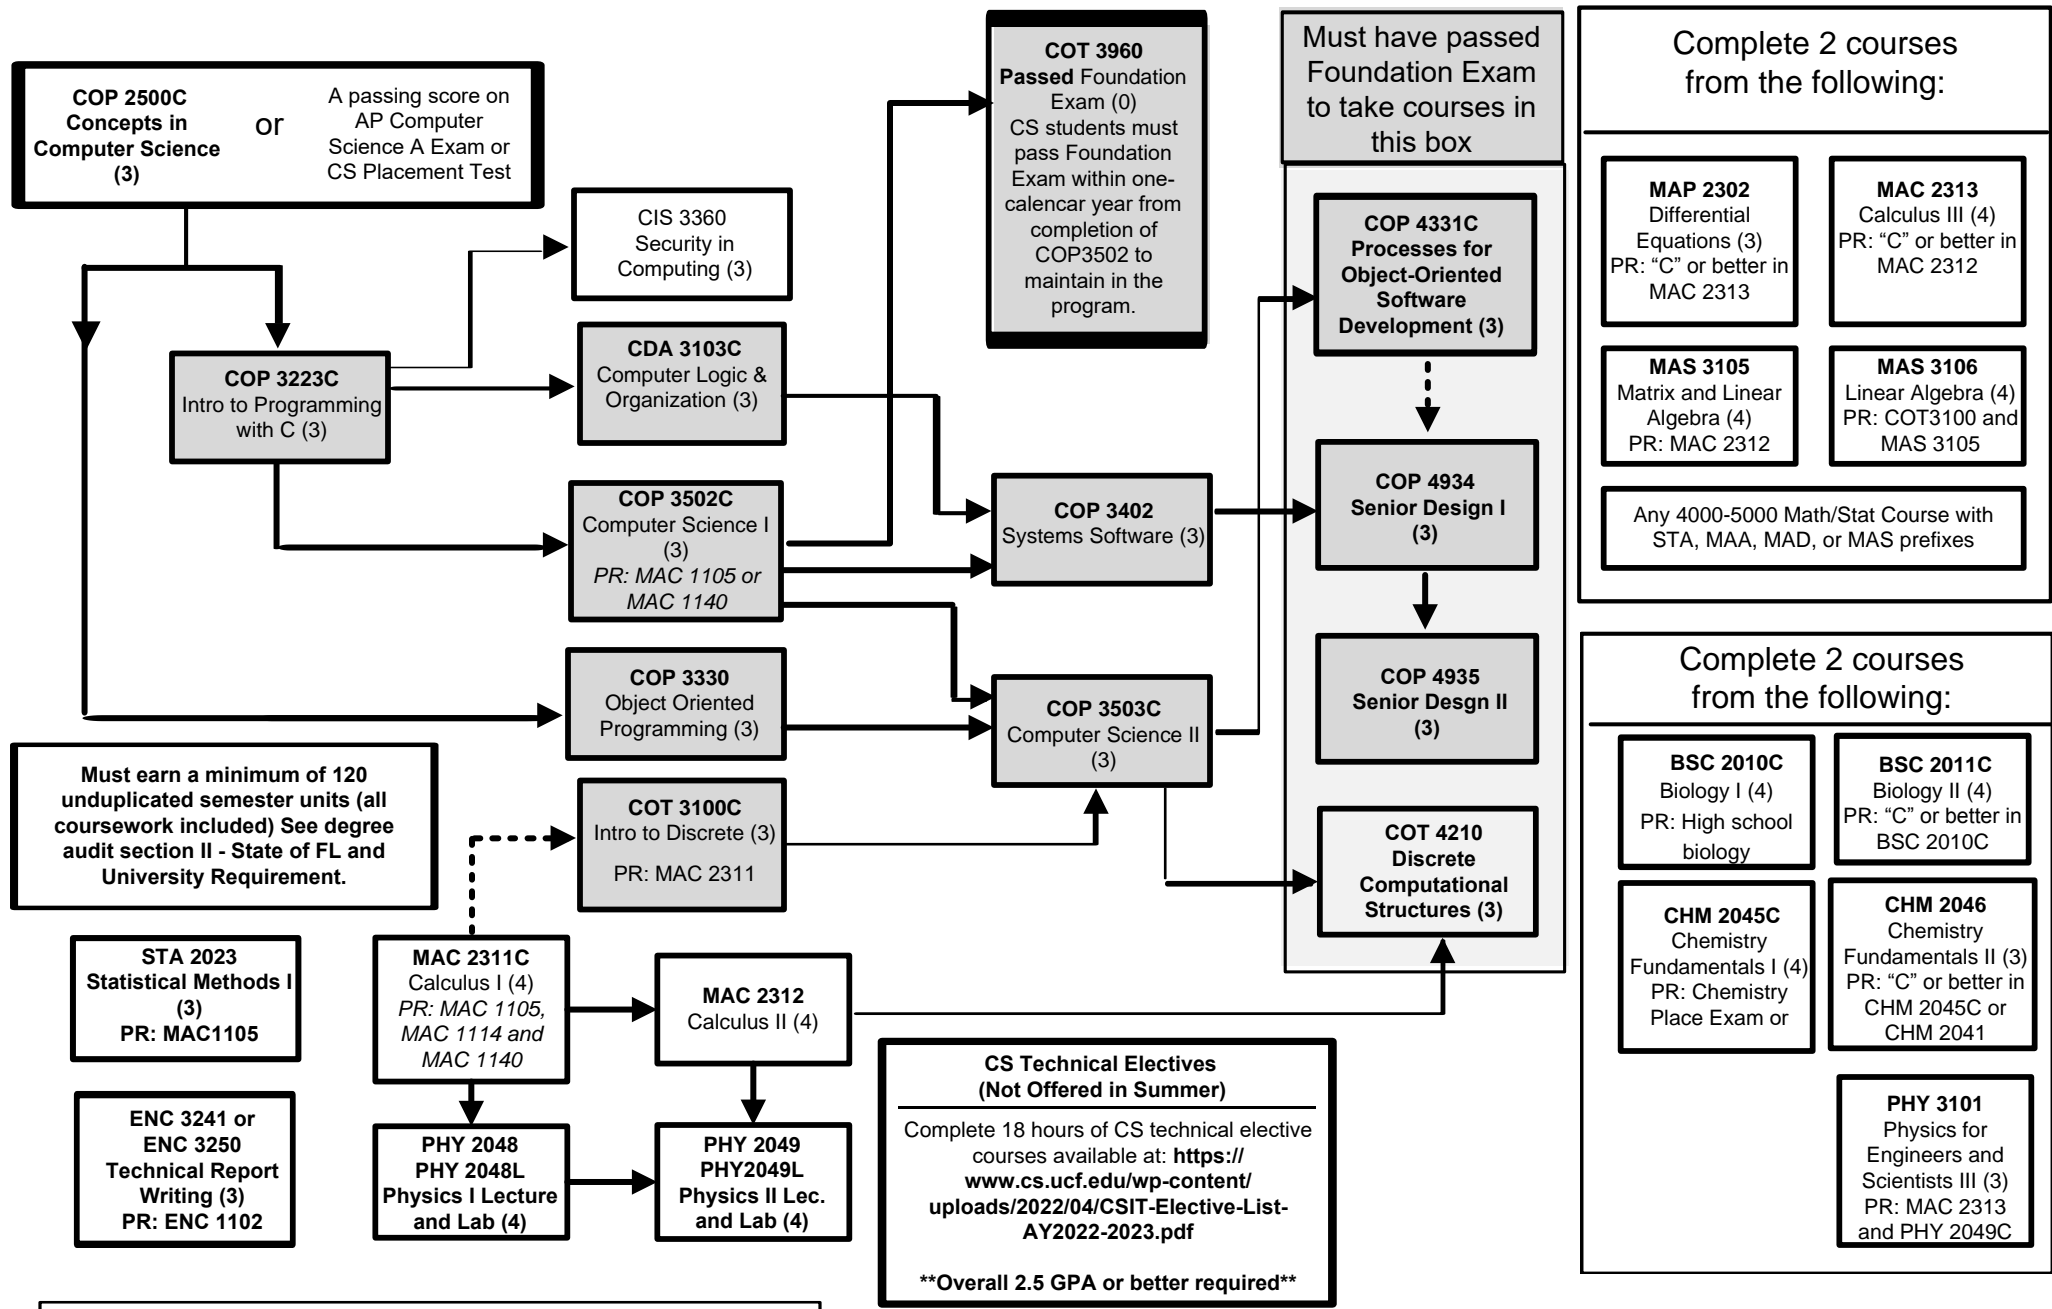 COP 2500C
Concepts in
Computer Science
(3)
or
A passing score on
AP Computer
Science A Exam or
CS Placement Test
CIS 3360
Security in
Computing (3)
COP 3223C
Intro to Programming
with C (3)
CDA 3103C
Computer Logic &
Organization (3)
COP 3502C
Computer Science I
(3)
PR: MAC 1105 or
MAC 1140
COP 3330
Object Oriented
Programming (3)
COT 3100C
Intro to Discrete (3)
PR: MAC 2311
COT 3960
Passed Foundation
Exam (0)
CS students must
pass Foundation
Exam within one-
calencar year from
completion of
COP3502 to
maintain in the
program.
COP 3402
Systems Software (3)
COP 3503C
Computer Science II
(3)
Must have passed
Foundation Exam
to take courses in
this box
COP 4331C
Processes for
Object-Oriented
Software
Development (3)
COP 4934
Senior Design I
(3)
COP 4935
Senior Desgn II
(3)
COT 4210
Discrete
Computational
Structures (3)
Complete 2 courses
from the following:
MAP 2302
Differential
Equations (3)
PR: “C” or better in
MAC 2313
MAC 2313
Calculus III (4)
PR: “C” or better in
MAC 2312
MAS 3105
Matrix and Linear
Algebra (4)
PR: MAC 2312
MAS 3106
Linear Algebra (4)
PR: COT3100 and
MAS 3105
Any 4000-5000 Math/Stat Course with
STA, MAA, MAD, or MAS prefixes
Complete 2 courses
from the following:
BSC 2010C
Biology I (4)
PR: High school
biology
BSC 2011C
Biology II (4)
PR: “C” or better in
BSC 2010C
CHM 2045C
Chemistry
Fundamentals I (4)
PR: Chemistry
Place Exam or
CHM 2046
Chemistry
Fundamentals II (3)
PR: “C” or better in
CHM 2045C or
CHM 2041
PHY 3101
Physics for
Engineers and
Scientists III (3)
PR: MAC 2313
and PHY 2049C
Must earn a minimum of 120
unduplicated semester units (all
coursework included) See degree
audit section II - State of FL and
University Requirement.
STA 2023
Statistical Methods I
(3)
PR: MAC1105
ENC 3241 or
ENC 3250
Technical Report
Writing (3)
PR: ENC 1102
MAC 2311C
Calculus I (4)
PR: MAC 1105,
MAC 1114 and
MAC 1140
MAC 2312
Calculus II (4)
PHY 2048
PHY 2048L
Physics I Lecture
and Lab (4)
PHY 2049
PHY2049L
Physics II Lec.
and Lab (4)
CS Technical Electives
(Not Offered in Summer)
Complete 18 hours of CS technical elective
courses available at: https://
www.cs.ucf.edu/wp-content/
uploads/2022/04/CSIT-Elective-List-
AY2022-2023.pdf
**Overall 2.5 GPA or better required**